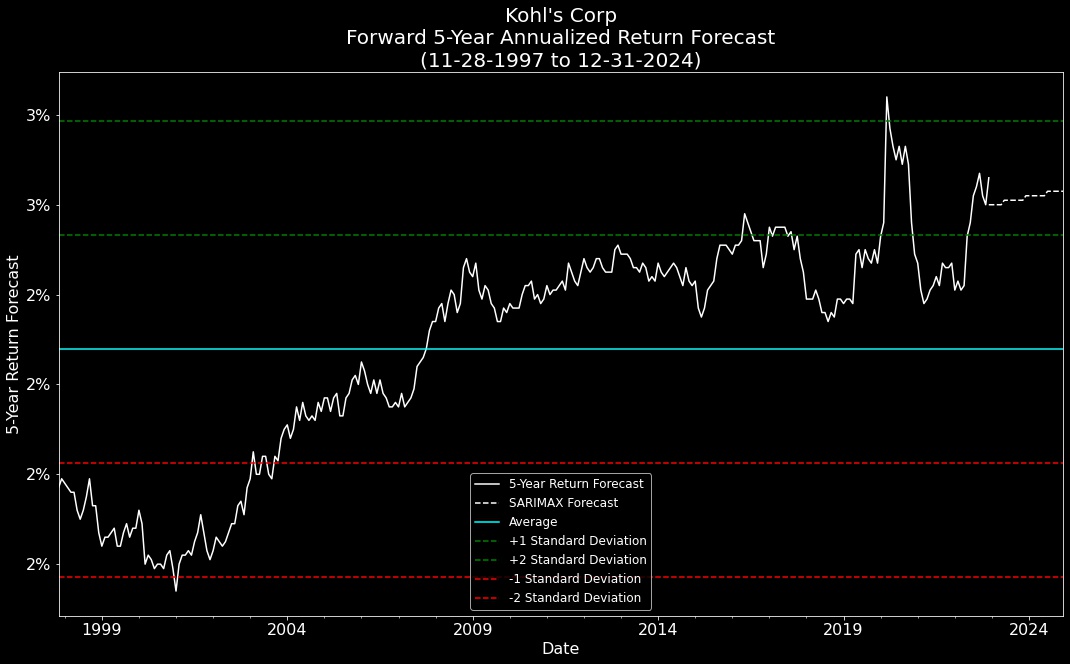 Kohl's Corp
Forward 5-Year Annualized Return Forecast
(11-28-1997 to 12-31-2024)
3%
3%
2%
2%
2%
2%
5-Year Return Forecast
5-Year Return Forecast
SARIMAX Forecast
Average
+1 Standard Deviation
+2 Standard Deviation
-1 Standard Deviation
-2 Standard Deviation
1999
2004
2009
2014
2019
2024
Date